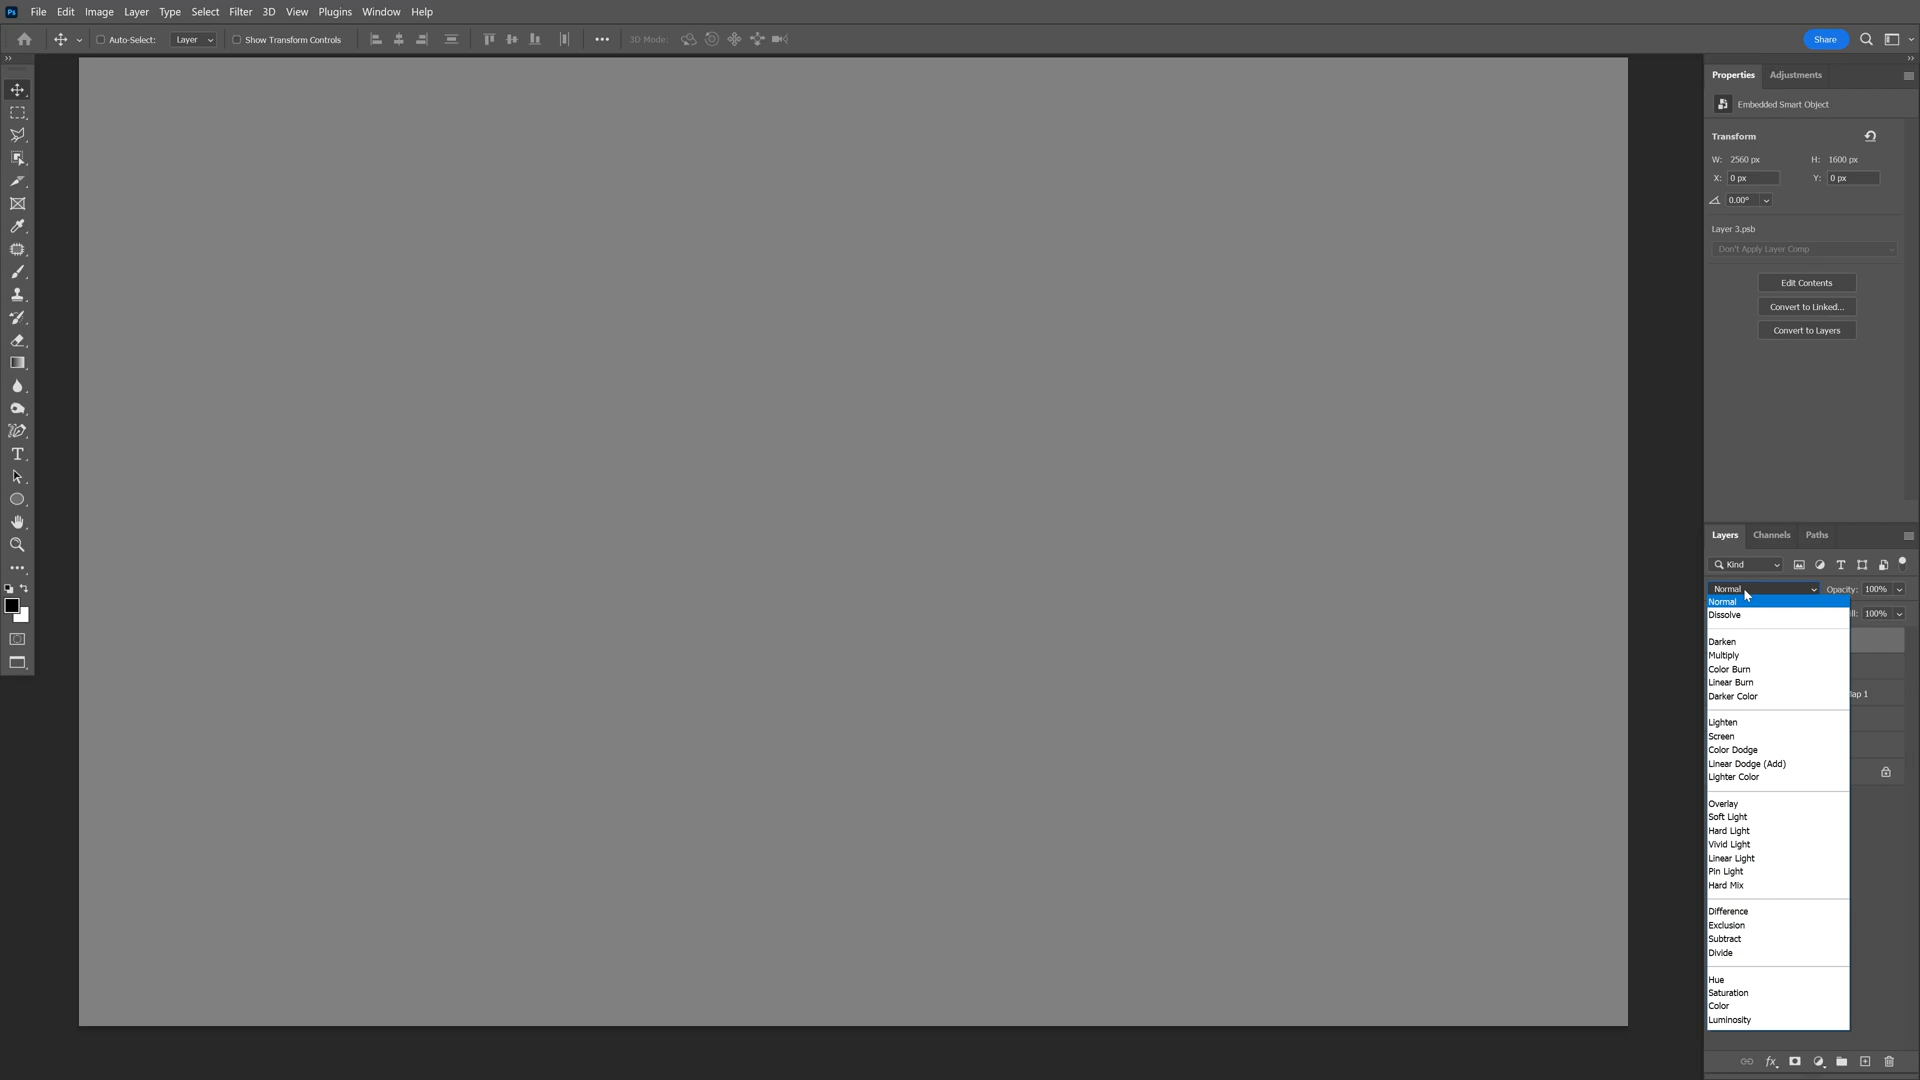 Ps File Edit Image Layer Type Select Filter 3D View Plugins Window Help
Auto-Select: Layer Show Transform Controls 3D Mode: Share
Properties Adjustments
Embedded Smart Object
Transform
W: 2560 px H: 1600 px
X: 0 px Y: 0 px
0.00°
Layer 3.psb
Don't Apply Layer Comp
Edit Contents
Convert to Linked...
Convert to Layers
Layers Channels Paths
Kind
Normal Opacity: 100%
Normal
100%
Dissolve
Darken
Multiply
Color Burn
Linear Burn
Darker Color
Map 1
Lighten
Screen
Color Dodge
Linear Dodge (Add)
Lighter Color
Overlay
Soft Light
Hard Light
Vivid Light
Linear Light
Pin Light
Hard Mix
Difference
Exclusion
Subtract
Divide
Hue
Saturation
Color
Luminosity
fx